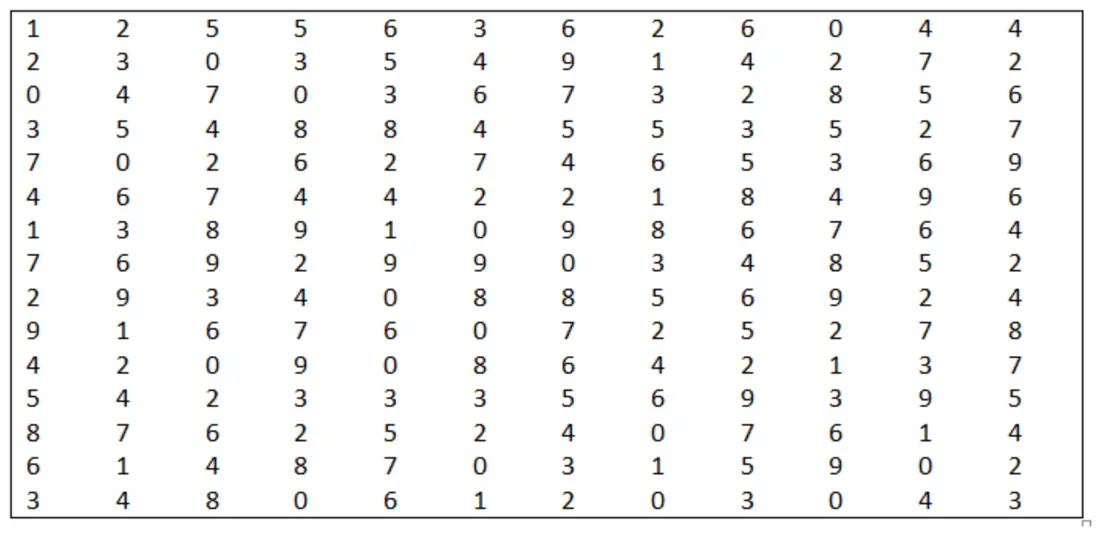 1 2 5 5 6 3 6 2 6 0 4 4
2 3 0 3 5 4 9 1 4 2 7 2
0 4 7 0 3 6 7 3 2 8 5 6
3 5 4 8 8 4 5 5 3 5 2 7
7 0 2 6 2 7 4 6 5 3 6 9
4 6 7 4 4 2 2 1 8 4 9 6
1 3 8 9 1 0 9 8 6 7 6 4
7 6 9 2 9 9 0 3 4 8 5 2
2 9 3 4 0 8 8 5 6 9 2 4
9 1 6 7 6 0 7 2 5 2 7 8
4 2 0 9 0 8 6 4 2 1 3 7
5 4 2 3 3 3 5 6 9 3 9 5
8 7 6 2 5 2 4 0 7 6 1 4
6 1 4 8 7 0 3 1 5 9 0 2
3 4 8 0 6 1 2 0 3 0 4 3